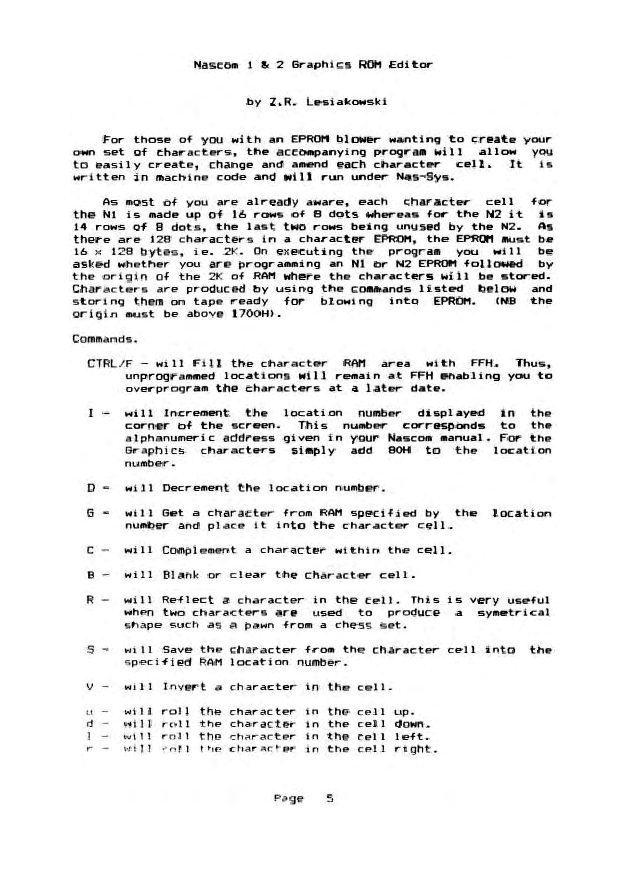 Nascom 1 & 2 Graphics ROM Editor
by Z.R. Lesiakowski
For those of you with an EPROM blower wanting to create your
own set of characters, the accompanying program will allow you
to easily create, change and amend each character cell. It is
written in machine code and will run under Nas-Sys.
As most of you are already aware, each character cell for
the N1 is made up of 16 rows of 8 dots whereas for the N2 it is
14 rows of 8 dots, the last two rows being unused by the N2. As
there are 128 characters in a character EPROM, the EPROM must be
16 x 128 bytes, ie. 2K. On executing the program you will be
asked whether you are programming an N1 or N2 EPROM followed by
the origin of the 2K of RAM where the characters will be stored.
Characters are produced by using the commands listed below and
storing them on tape ready for blowing into EPROM. (NB the
origin must be above 1700H).
Commands.
CTRL/F - will Fill the character RAM area with FFH. Thus,
unprogrammed locations will remain at FFH enabling you to
overprogram the characters at a later date.
I - will Increment the location number displayed in the
corner of the screen. This number corresponds to the
alphanumeric address given in your Nascom manual. For the
Graphics characters simply add 80H to the location
number.
D - will Decrement the location number.
G - will Get a character from RAM specified by the location
number and place it into the character cell.
C - will Complement a character within the cell.
B - will Blank or clear the character cell.
R - will Reflect a character in the cell. This is very useful
when two characters are used to produce a symetrical
shape such as a pawn from a chess set.
S - will Save the character from the character cell into the
specified RAM location number.
V - will Invert a character in the cell.
u - will roll the character in the cell up.
d - will roll the character in the cell down.
l - will roll the character in the cell left.
r - will roll the character in the cell right.
Page 5